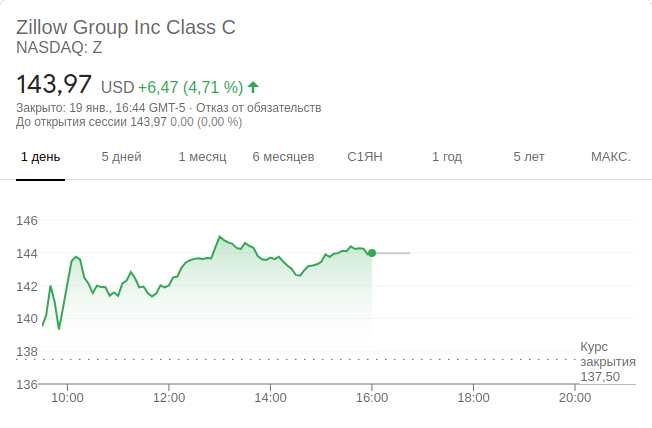 Zillow Group Inc Class C
NASDAQ: Z
143,97 USD +6,47 (4,71 %)
Закрыто: 19 янв., 16:44 GMT-5 · Отказ от обязательств
До открытия сессии 143,97 0,00 (0,00 %)
1 день 5 дней 1 месяц 6 месяцев С1ЯН 1 год 5 лет МАКС.
146
144
142
140
138
136
Курс
закрытия
137,50
10:00 12:00 14:00 16:00 18:00 20:00